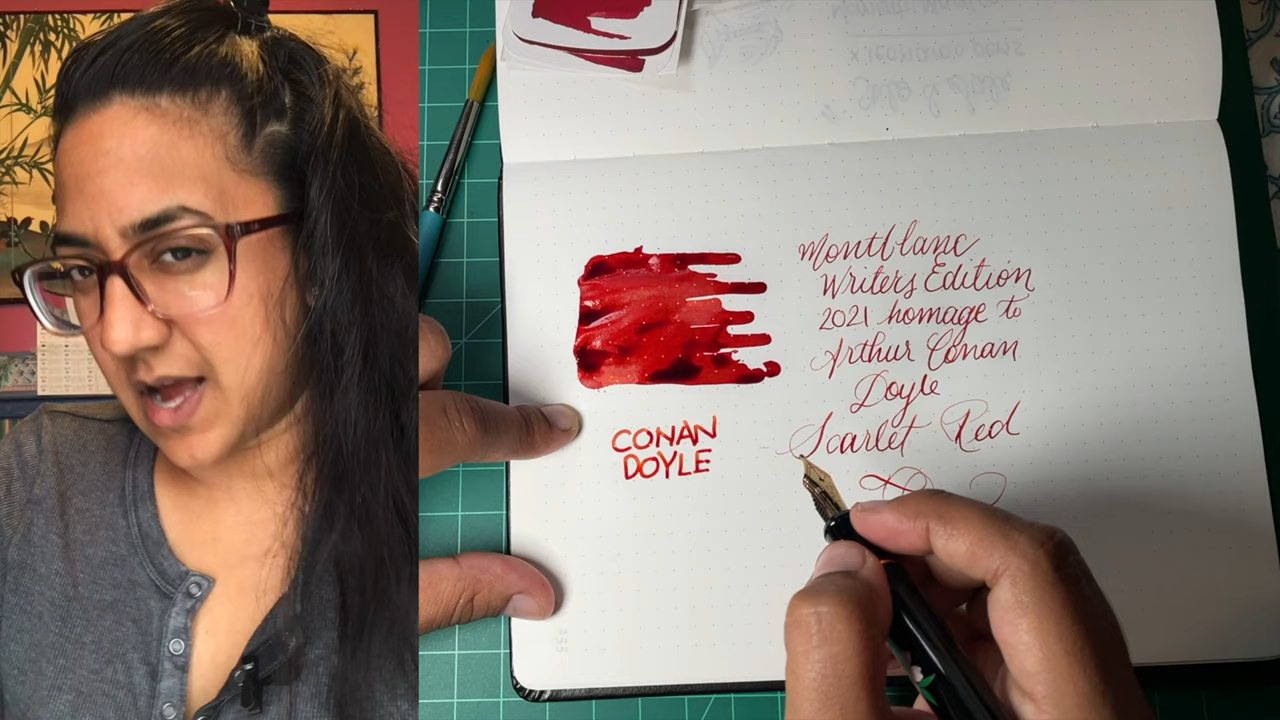 CONAN
DOYLE
Montblanc
Writers Edition
2021 homage to
Arthur Conan
Doyle
Scarlet Red